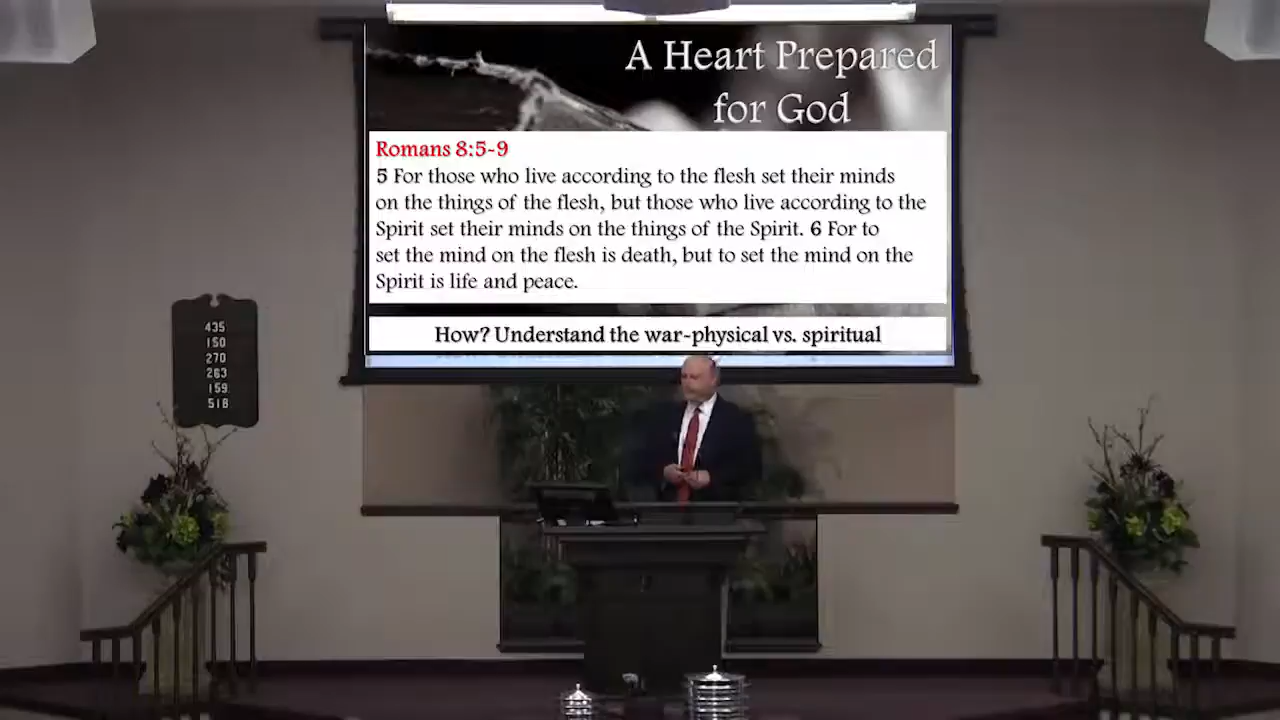 A Heart Prepared
for God
Romans 8:5-9
5 For those who live according to the flesh set their minds
on the things of the flesh, but those who live according to the
Spirit set their minds on the things of the Spirit. 6 For to
set the mind on the flesh is death, but to set the mind on the
Spirit is life and peace.
How? Understand the war-physical vs. spiritual
435
150
270
263
159
518